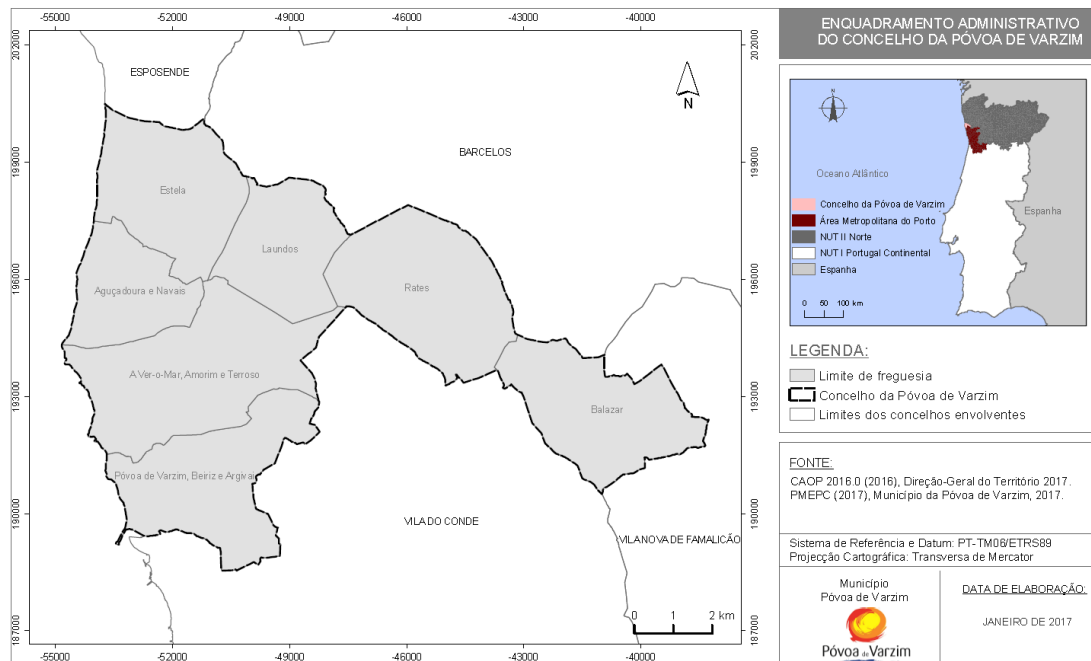 -55000 -52000 -49000 -46000 -43000 -40000
202000
199000
196000
193000
190000
187000
ESPOSENDE
N
BARCELOS
Estela
Laundos
Rates
Aguçadoura e Navais
A Ver-o-Mar, Amorim e Terroso
Balazar
Póvoa de Varzim, Beiriz e Argivai
VILA DO CONDE
VILA NOVA DE FAMALICÃO
0 1 2 km
202000
199000
196000
193000
190000
187000
-55000 -52000 -49000 -46000 -43000 -40000
ENQUADRAMENTO ADMINISTRATIVO
DO CONCELHO DA PÓVOA DE VARZIM
N
Oceano Atlântico
Concelho da Póvoa de Varzim
Espanha
Área Metropolitana do Porto
NUT II Norte
NUT I Portugal Continental
Espanha
0 50 100 km
LEGENDA:
Limite de freguesia
Concelho da Póvoa de Varzim
Limites dos concelhos envolventes
FONTE:
CAOP 2016.0 (2016), Direção-Geral do Território 2017.
PMEPC (2017), Município da Póvoa de Varzim, 2017.
Sistema de Referência e Datum: PT-TM06/ETRS89
Projecção Cartográfica: Transversa de Mercator
Município
Póvoa de Varzim
Póvoa de Varzim
DATA DE ELABORAÇÃO:
JANEIRO DE 2017